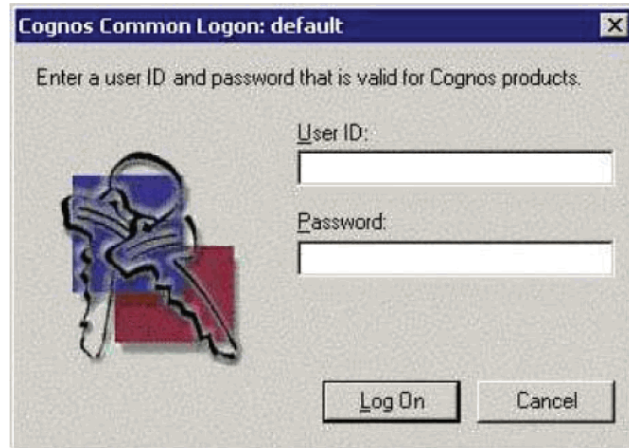 Cognos Common Logon: default
Enter a user ID and password that is valid for Cognos products.
User ID:
Password:
Log On
Cancel